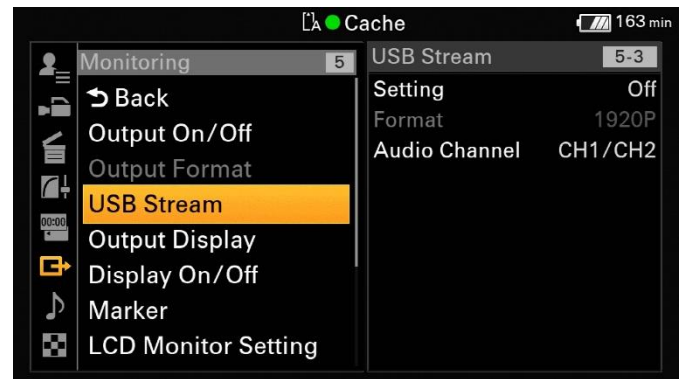 A Cache 163 min
Monitoring 5
Back
Output On/Off
Output Format
USB Stream
Output Display
Display On/Off
Marker
LCD Monitor Setting
00:00
USB Stream 5-3
Setting Off
Format 1920P
Audio Channel CH1/CH2